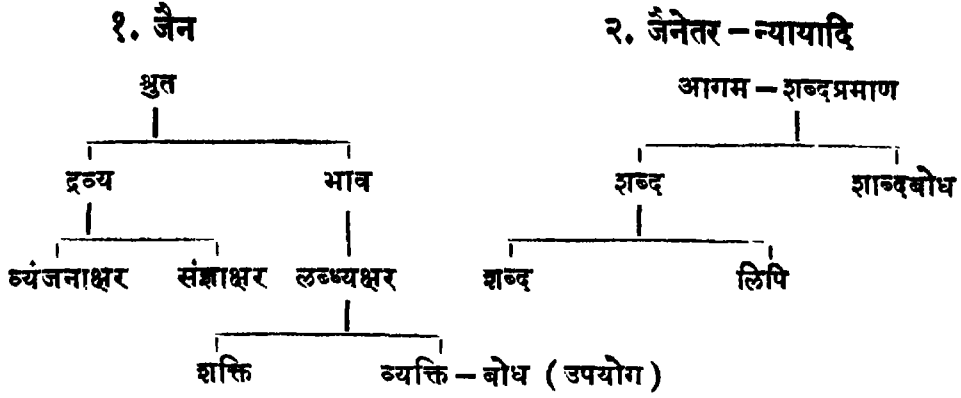 १. जैन २. जैनेतर – न्यायादि
श्रुत आगम – शब्दप्रमाण
द्रव्य भाव शब्द शाब्दबोध
व्यंजनाक्षर संज्ञाक्षर लब्ध्यक्षर शब्द लिपि
शक्ति व्यक्ति – बोध ( उपयोग )